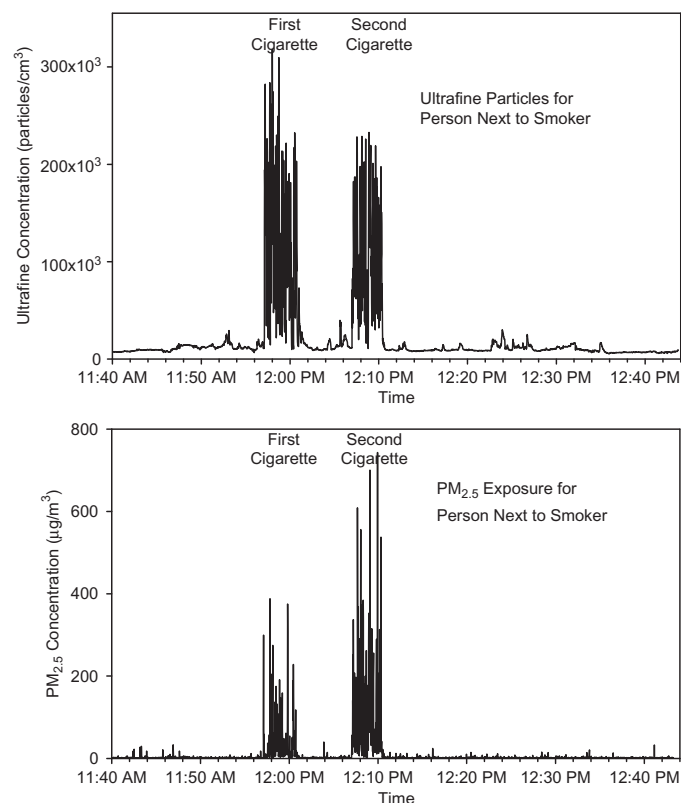 First
Cigarette
Second
Cigarette
Ultrafine Particles for
Person Next to Smoker
Ultrafine Concentration (particles/cm³)
300x10³
200x10³
100x10³
0
11:40 AM 11:50 AM 12:00 PM 12:10 PM 12:20 PM 12:30 PM 12:40 PM
Time
First
Cigarette
Second
Cigarette
PM₂.₅ Exposure for
Person Next to Smoker
PM₂.₅ Concentration (µg/m³)
800
600
400
200
0
11:40 AM 11:50 AM 12:00 PM 12:10 PM 12:20 PM 12:30 PM 12:40 PM
Time